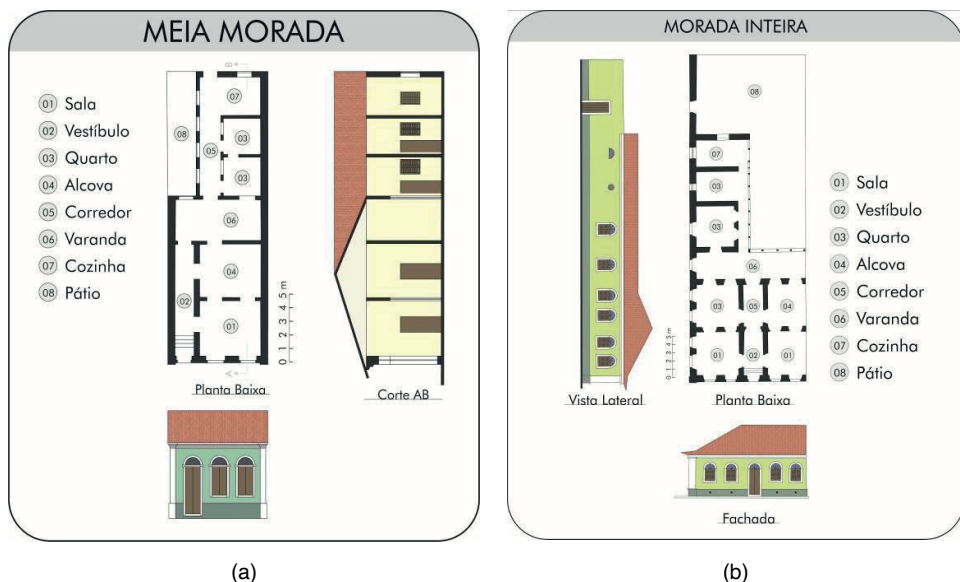 MEIA MORADA
01 Sala
02 Vestíbulo
03 Quarto
04 Alcova
05 Corredor
06 Varanda
07 Cozinha
08 Pátio
B
07
08
05
03
03
06
04
02
01
A
0 1 2 3 4 5 m
Planta Baixa
Corte AB
(a)
MORADA INTEIRA
08
07
03
03
06
03
05
04
01
02
01
0 1 2 3 4 5 m
Vista Lateral
Planta Baixa
01 Sala
02 Vestíbulo
03 Quarto
04 Alcova
05 Corredor
06 Varanda
07 Cozinha
08 Pátio
Fachada
(b)